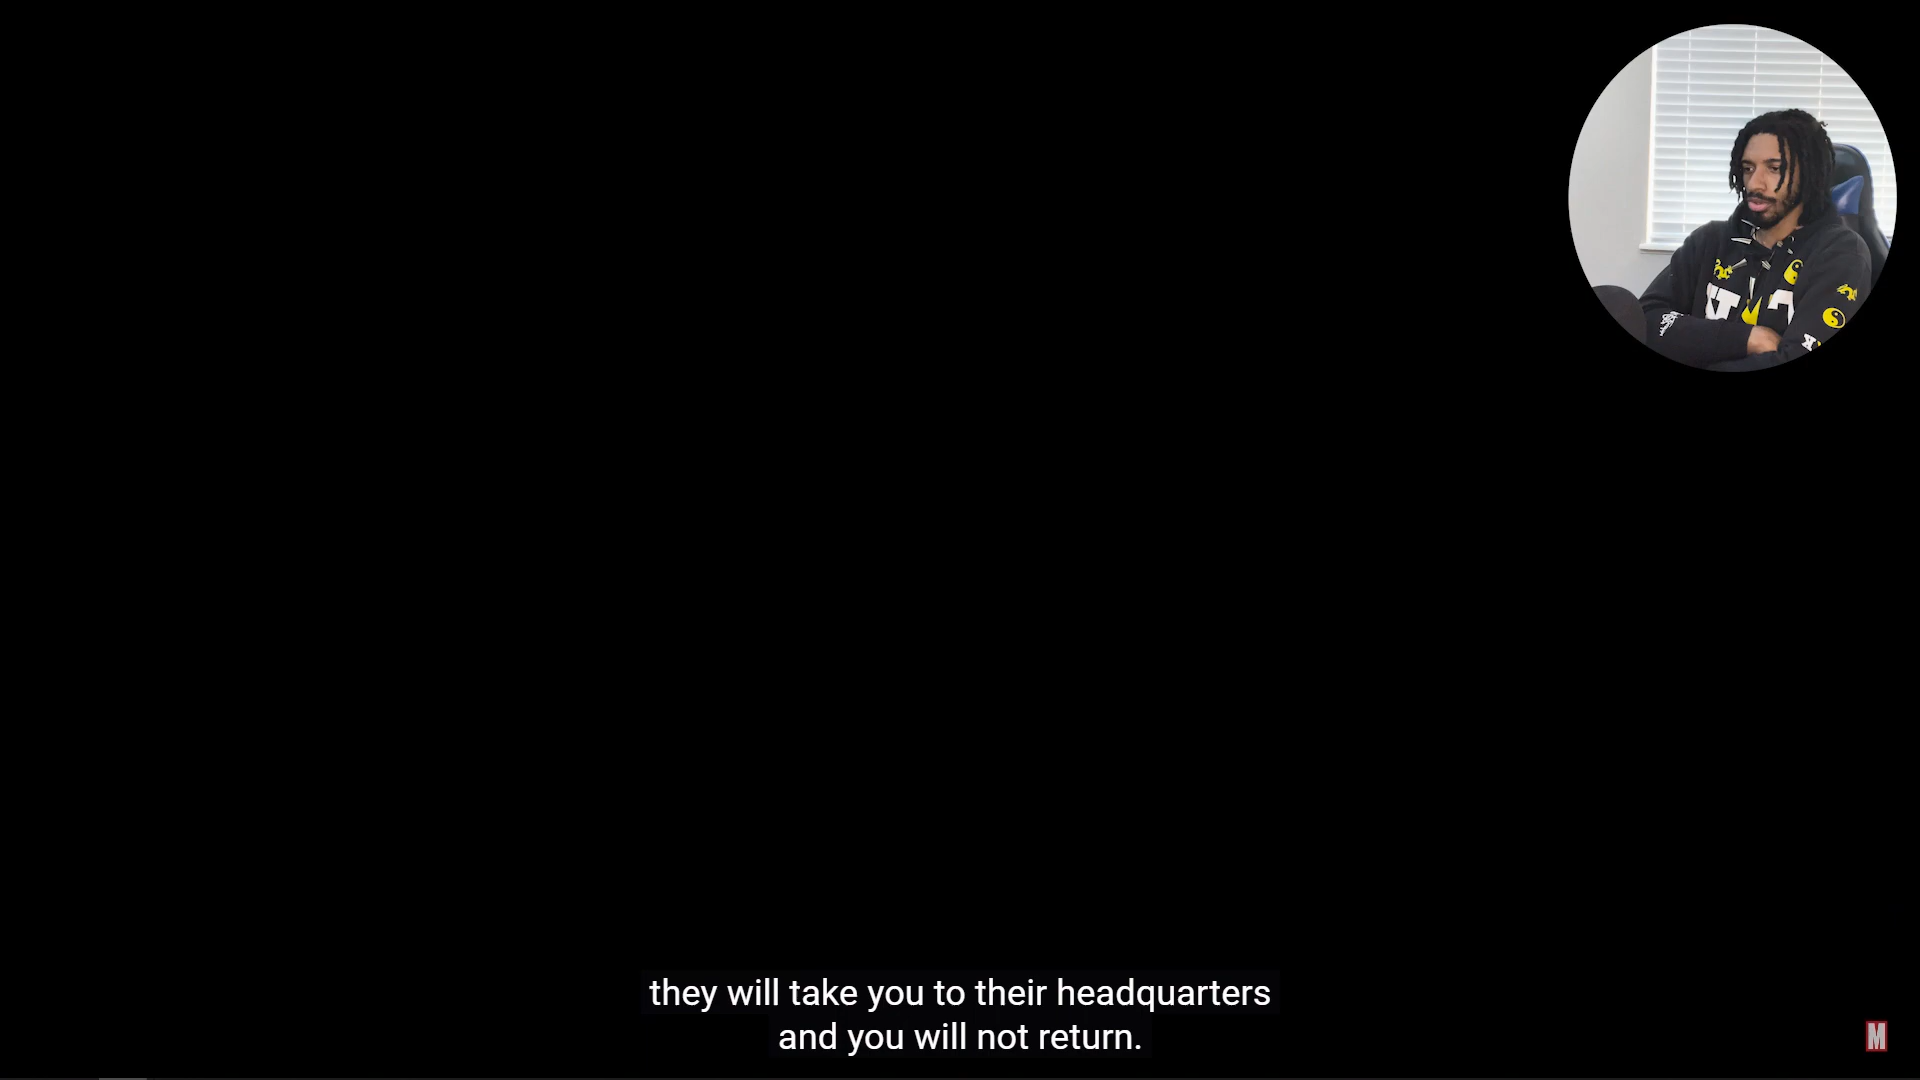 they will take you to their headquarters
and you will not return.
M